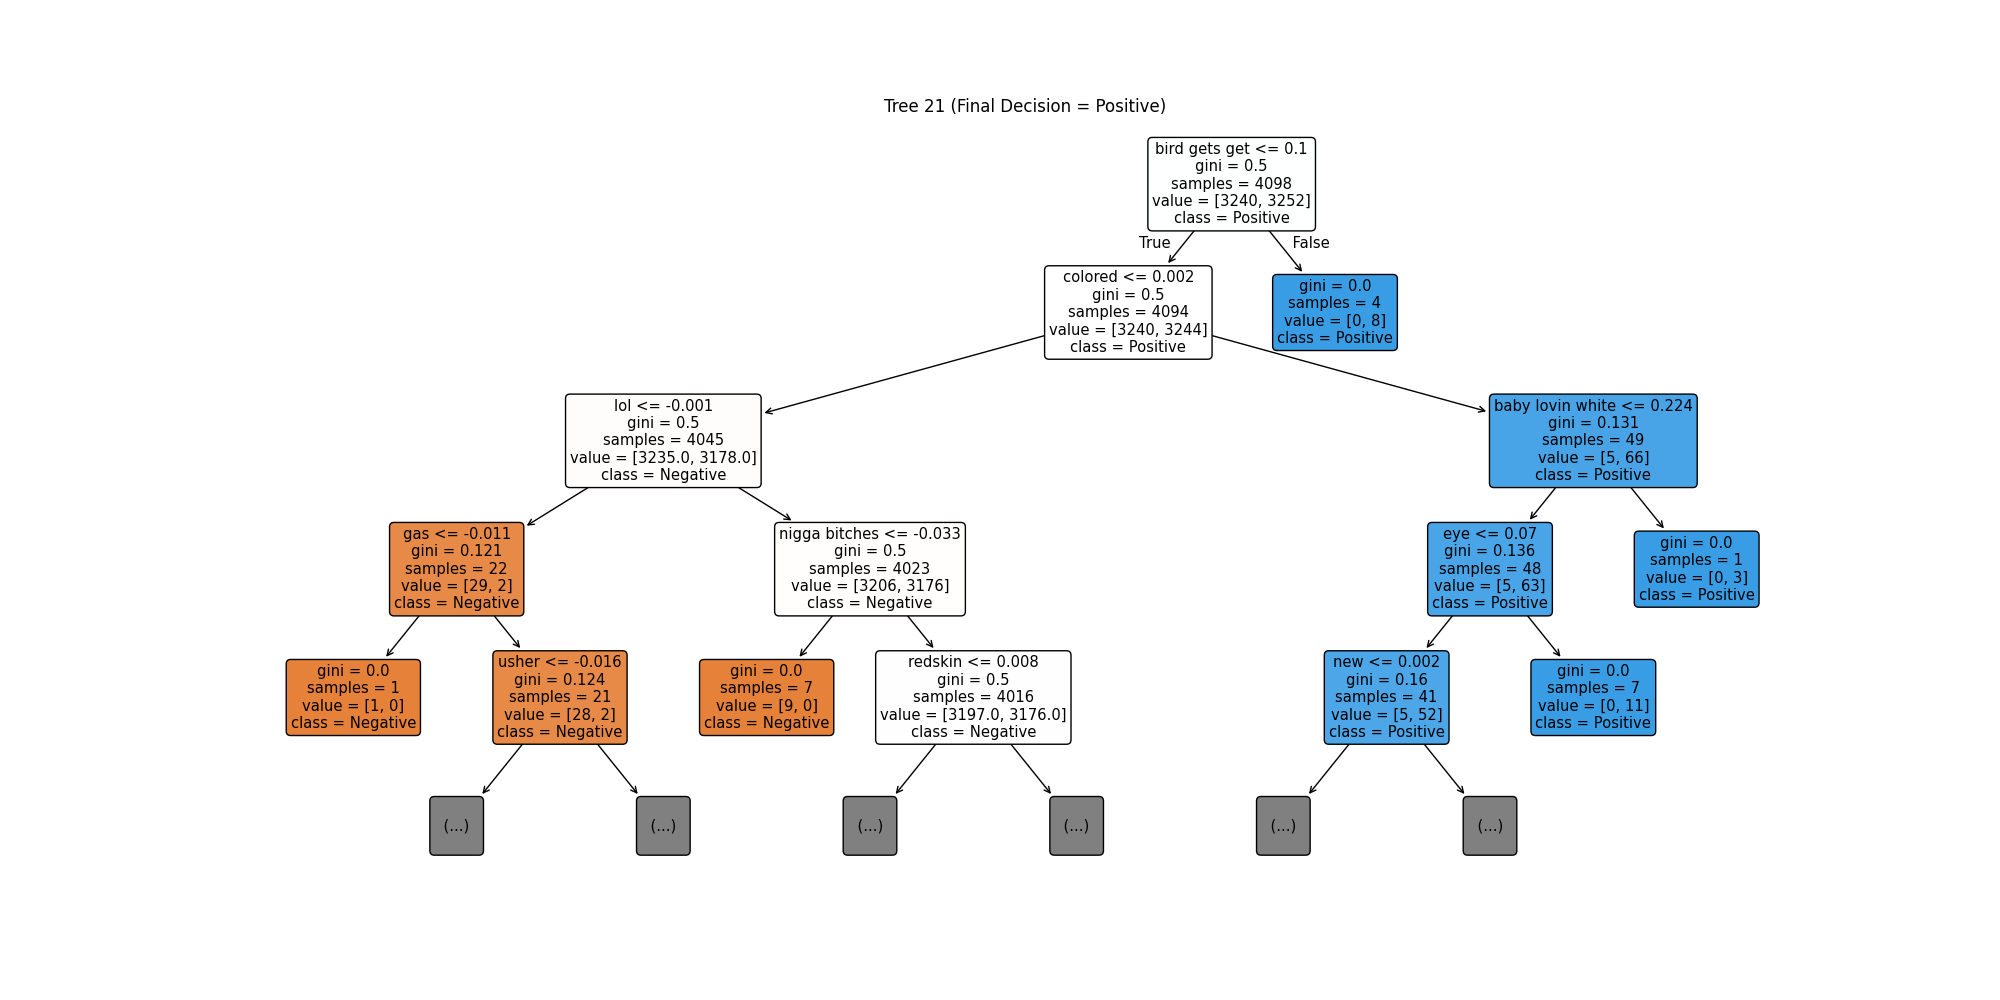 Tree 21 (Final Decision = Positive)
bird gets get <= 0.1
gini = 0.5
samples = 4098
value = [3240, 3252]
class = Positive
True
False
colored <= 0.002
gini = 0.5
samples = 4094
value = [3240, 3244]
class = Positive
gini = 0.0
samples = 4
value = [0, 8]
class = Positive
lol <= -0.001
gini = 0.5
samples = 4045
value = [3235.0, 3178.0]
class = Negative
baby lovin white <= 0.224
gini = 0.131
samples = 49
value = [5, 66]
class = Positive
gas <= -0.011
gini = 0.121
samples = 22
value = [29, 2]
class = Negative
nigga bitches <= -0.033
gini = 0.5
samples = 4023
value = [3206, 3176]
class = Negative
eye <= 0.07
gini = 0.136
samples = 48
value = [5, 63]
class = Positive
gini = 0.0
samples = 1
value = [0, 3]
class = Positive
gini = 0.0
samples = 1
value = [1, 0]
class = Negative
usher <= -0.016
gini = 0.124
samples = 21
value = [28, 2]
class = Negative
gini = 0.0
samples = 7
value = [9, 0]
class = Negative
redskin <= 0.008
gini = 0.5
samples = 4016
value = [3197.0, 3176.0]
class = Negative
new <= 0.002
gini = 0.16
samples = 41
value = [5, 52]
class = Positive
gini = 0.0
samples = 7
value = [0, 11]
class = Positive
(...)
(...)
(...)
(...)
(...)
(...)